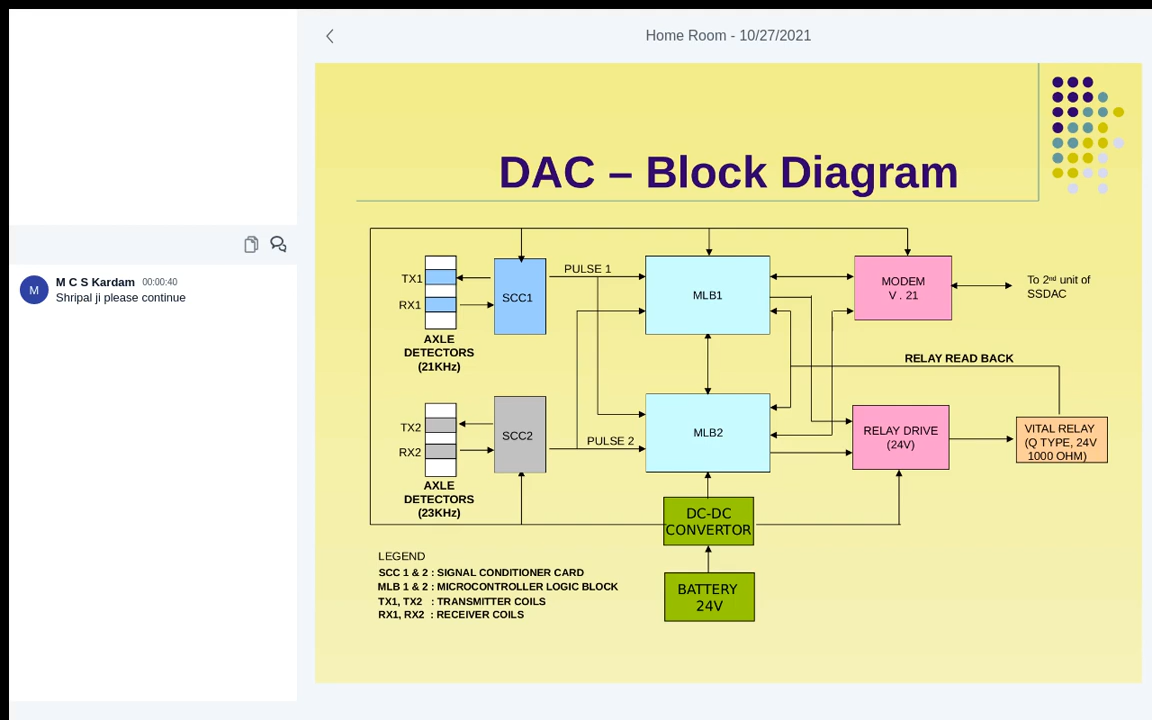 Home Room - 10/27/2021
M
M C S Kardam 00:00:40
Shripal ji please continue
DAC – Block Diagram
TX1
RX1
SCC1
PULSE 1
MLB1
MODEM
V . 21
To 2nd unit of
SSDAC
AXLE
DETECTORS
(21KHz)
RELAY READ BACK
TX2
RX2
SCC2
PULSE 2
MLB2
RELAY DRIVE
(24V)
VITAL RELAY
(Q TYPE, 24V
1000 OHM)
AXLE
DETECTORS
(23KHz)
DC-DC
CONVERTOR
BATTERY
24V
LEGEND
SCC 1 & 2 : SIGNAL CONDITIONER CARD
MLB 1 & 2 : MICROCONTROLLER LOGIC BLOCK
TX1, TX2 : TRANSMITTER COILS
RX1, RX2 : RECEIVER COILS